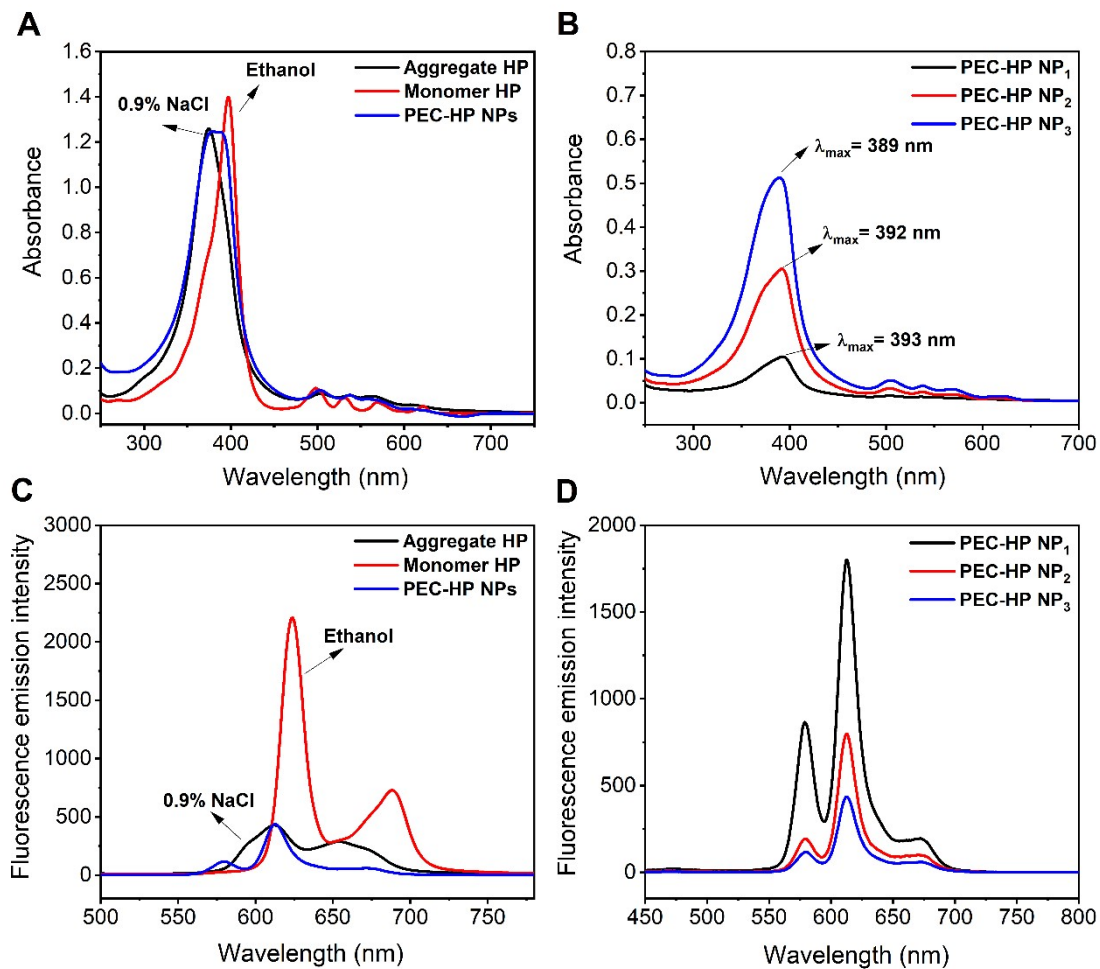 A
Aggregate HP
Monomer HP
PEC-HP NPs
Ethanol
0.9% NaCl
1.6
1.4
1.2
1.0
0.8
0.6
0.4
0.2
0.0
Absorbance
300 400 500 600 700
Wavelength (nm)
B
PEC-HP NP₁
PEC-HP NP₂
PEC-HP NP₃
λmax= 389 nm
λmax= 392 nm
λmax= 393 nm
0.8
0.7
0.6
0.5
0.4
0.3
0.2
0.1
0.0
Absorbance
300 400 500 600 700
Wavelength (nm)
C
Aggregate HP
Monomer HP
PEC-HP NPs
Ethanol
0.9% NaCl
3000
2500
2000
1500
1000
500
0
Fluorescence emission intensity
500 550 600 650 700 750
Wavelength (nm)
D
PEC-HP NP₁
PEC-HP NP₂
PEC-HP NP₃
2000
1500
1000
500
0
Fluorescence emission intensity
450 500 550 600 650 700 750 800
Wavelength (nm)